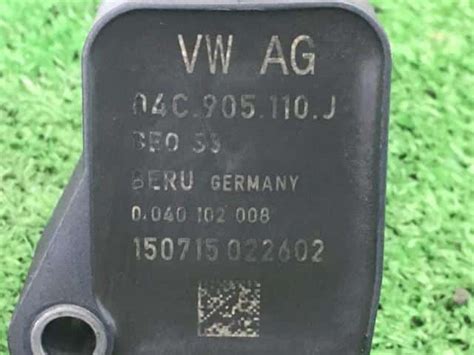 VW AG
04C.905.110.J
BERU GERMANY
0.040 102 008
150715 022602